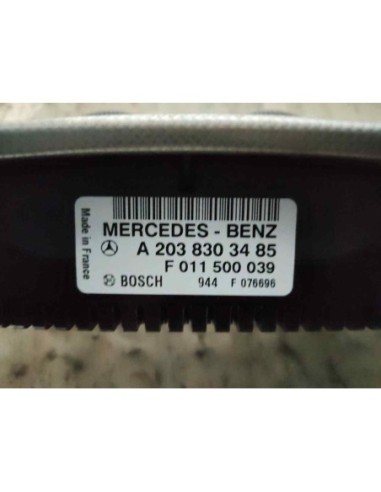 MERCEDES - BENZ
A 203 830 34 85
F 011 500 039
BOSCH 944 F 076696
Made in France